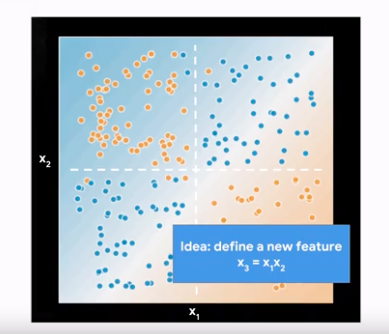 x2
Idea: define a new feature
x3 = x1x2
x1